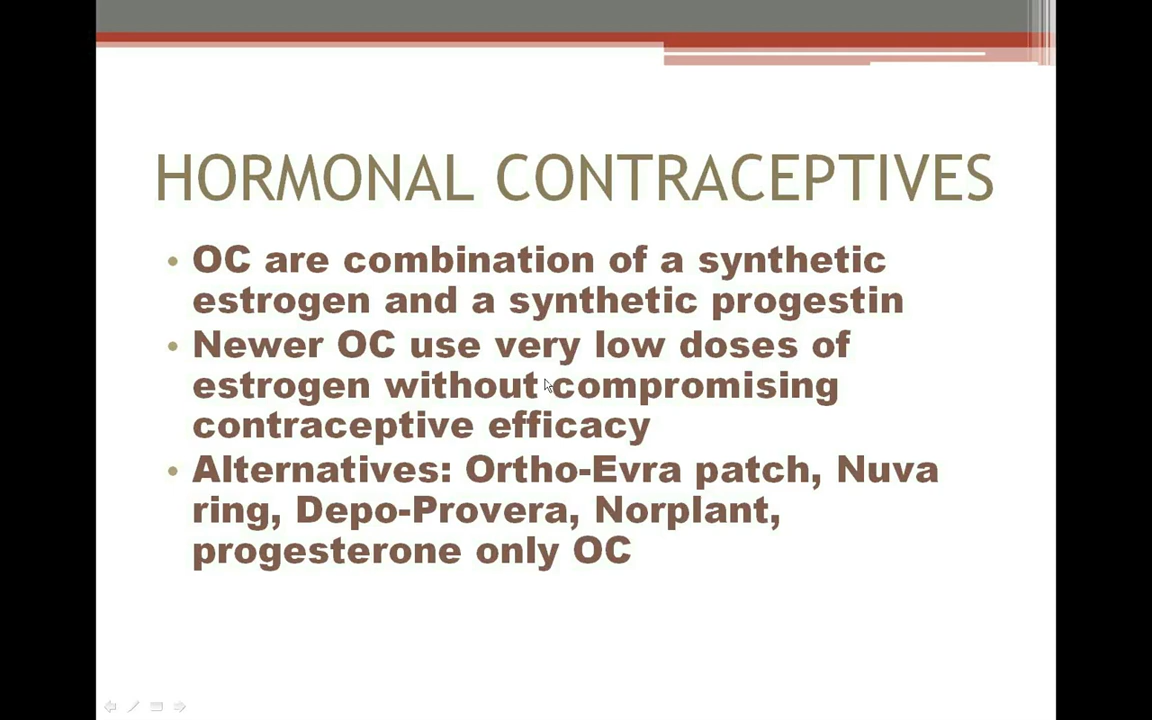 HORMONAL CONTRACEPTIVES
• OC are combination of a synthetic
estrogen and a synthetic progestin
• Newer OC use very low doses of
estrogen without compromising
contraceptive efficacy
• Alternatives: Ortho-Evra patch, Nuva
ring, Depo-Provera, Norplant,
progesterone only OC